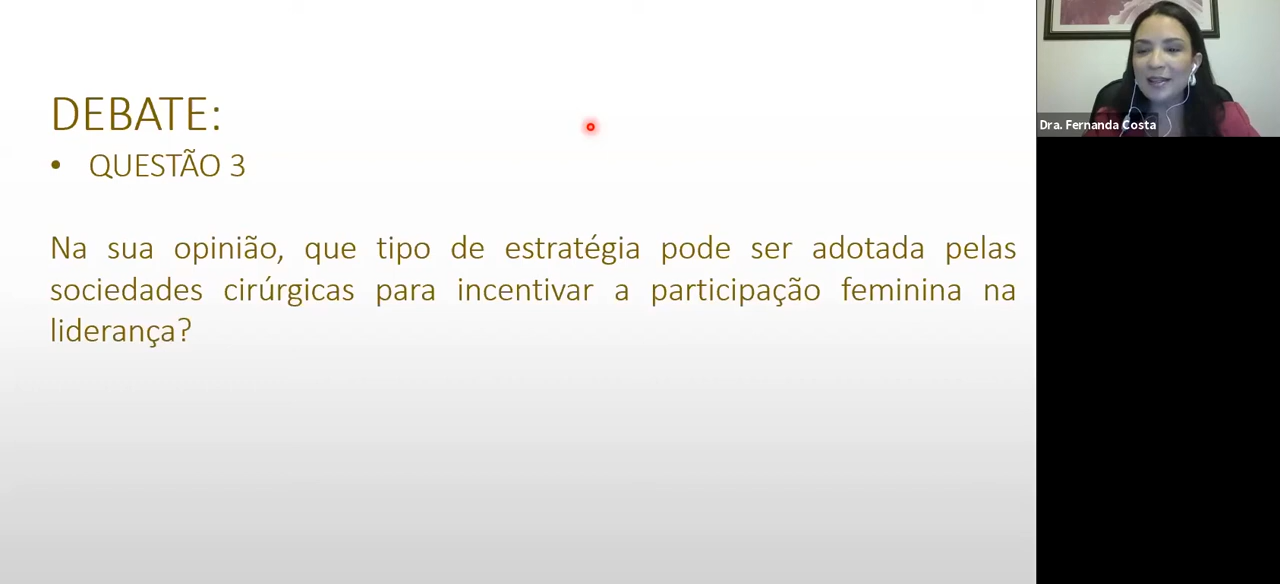 DEBATE:
• QUESTÃO 3
Na sua opinião, que tipo de estratégia pode ser adotada pelas
sociedades cirúrgicas para incentivar a participação feminina na
liderança?
Dra. Fernanda Costa